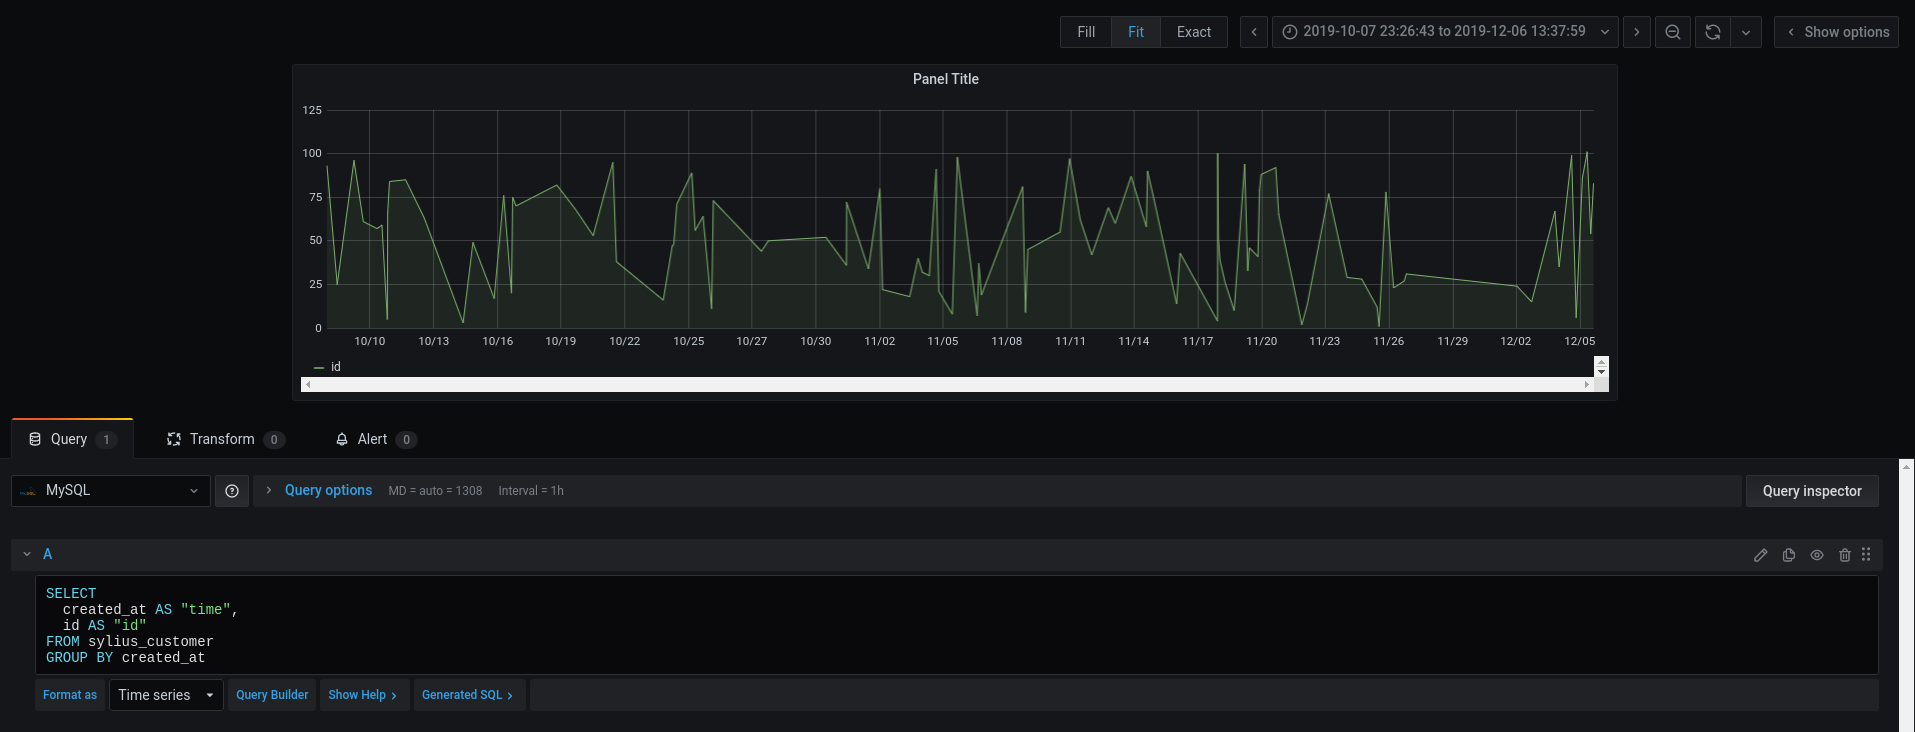 Fill Fit Exact 2019-10-07 23:26:43 to 2019-12-06 13:37:59 Show options
Panel Title
125
100
75
50
25
0
10/10 10/13 10/16 10/19 10/22 10/25 10/27 10/30 11/02 11/05 11/08 11/11 11/14 11/17 11/20 11/23 11/26 11/29 12/02 12/05
id
Query 1 Transform 0 Alert 0
MySQL Query options MD = auto = 1308 Interval = 1h Query inspector
A
SELECT
created_at AS "time",
id AS "id"
FROM sylius_customer
GROUP BY created_at
Format as Time series Query Builder Show Help Generated SQL